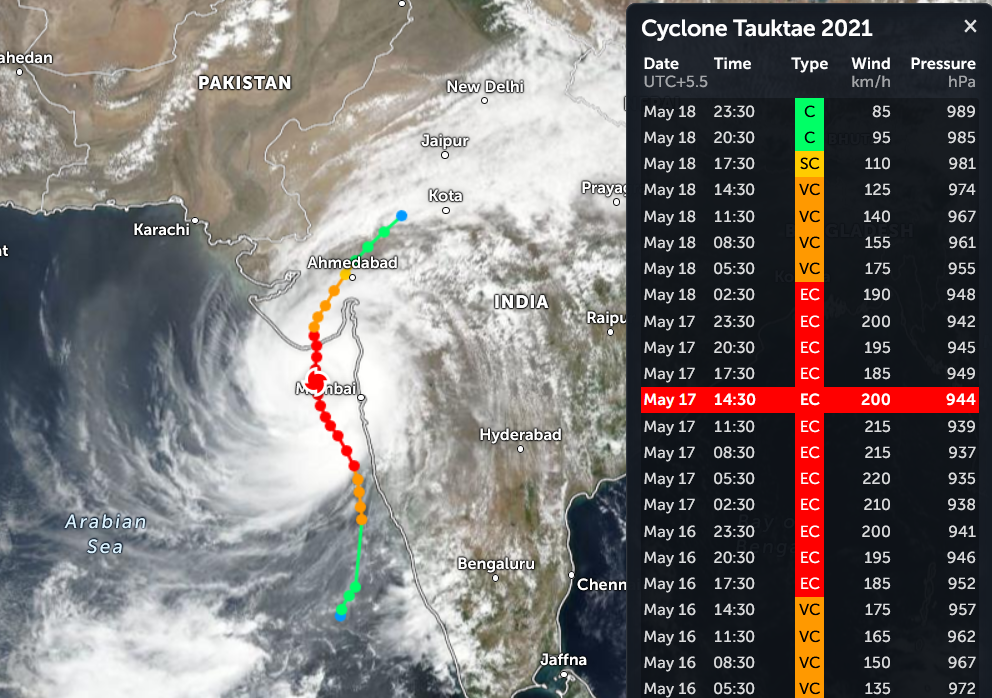 ahedan
PAKISTAN
New Delhi
Jaipur
Kota
Karachi
Ahmedabad
INDIA
Hyderabad
Arabian
Sea
Bengaluru
Chenn
Jaffna
Raipu
Prayag
Cyclone Tauktae 2021 ×
Date Time Type Wind Pressure
UTC+5.5 km/h hPa
May 18 23:30 C 85 989
May 18 20:30 C 95 985
May 18 17:30 SC 110 981
May 18 14:30 VC 125 974
May 18 11:30 VC 140 967
May 18 08:30 VC 155 961
May 18 05:30 VC 175 955
May 18 02:30 EC 190 948
May 17 23:30 EC 200 942
May 17 20:30 EC 195 945
May 17 17:30 EC 185 949
May 17 14:30 EC 200 944
May 17 11:30 EC 215 939
May 17 08:30 EC 215 937
May 17 05:30 EC 220 935
May 17 02:30 EC 210 938
May 16 23:30 EC 200 941
May 16 20:30 EC 195 946
May 16 17:30 EC 185 952
May 16 14:30 VC 175 957
May 16 11:30 VC 165 962
May 16 08:30 VC 150 967
May 16 05:30 VC 135 972